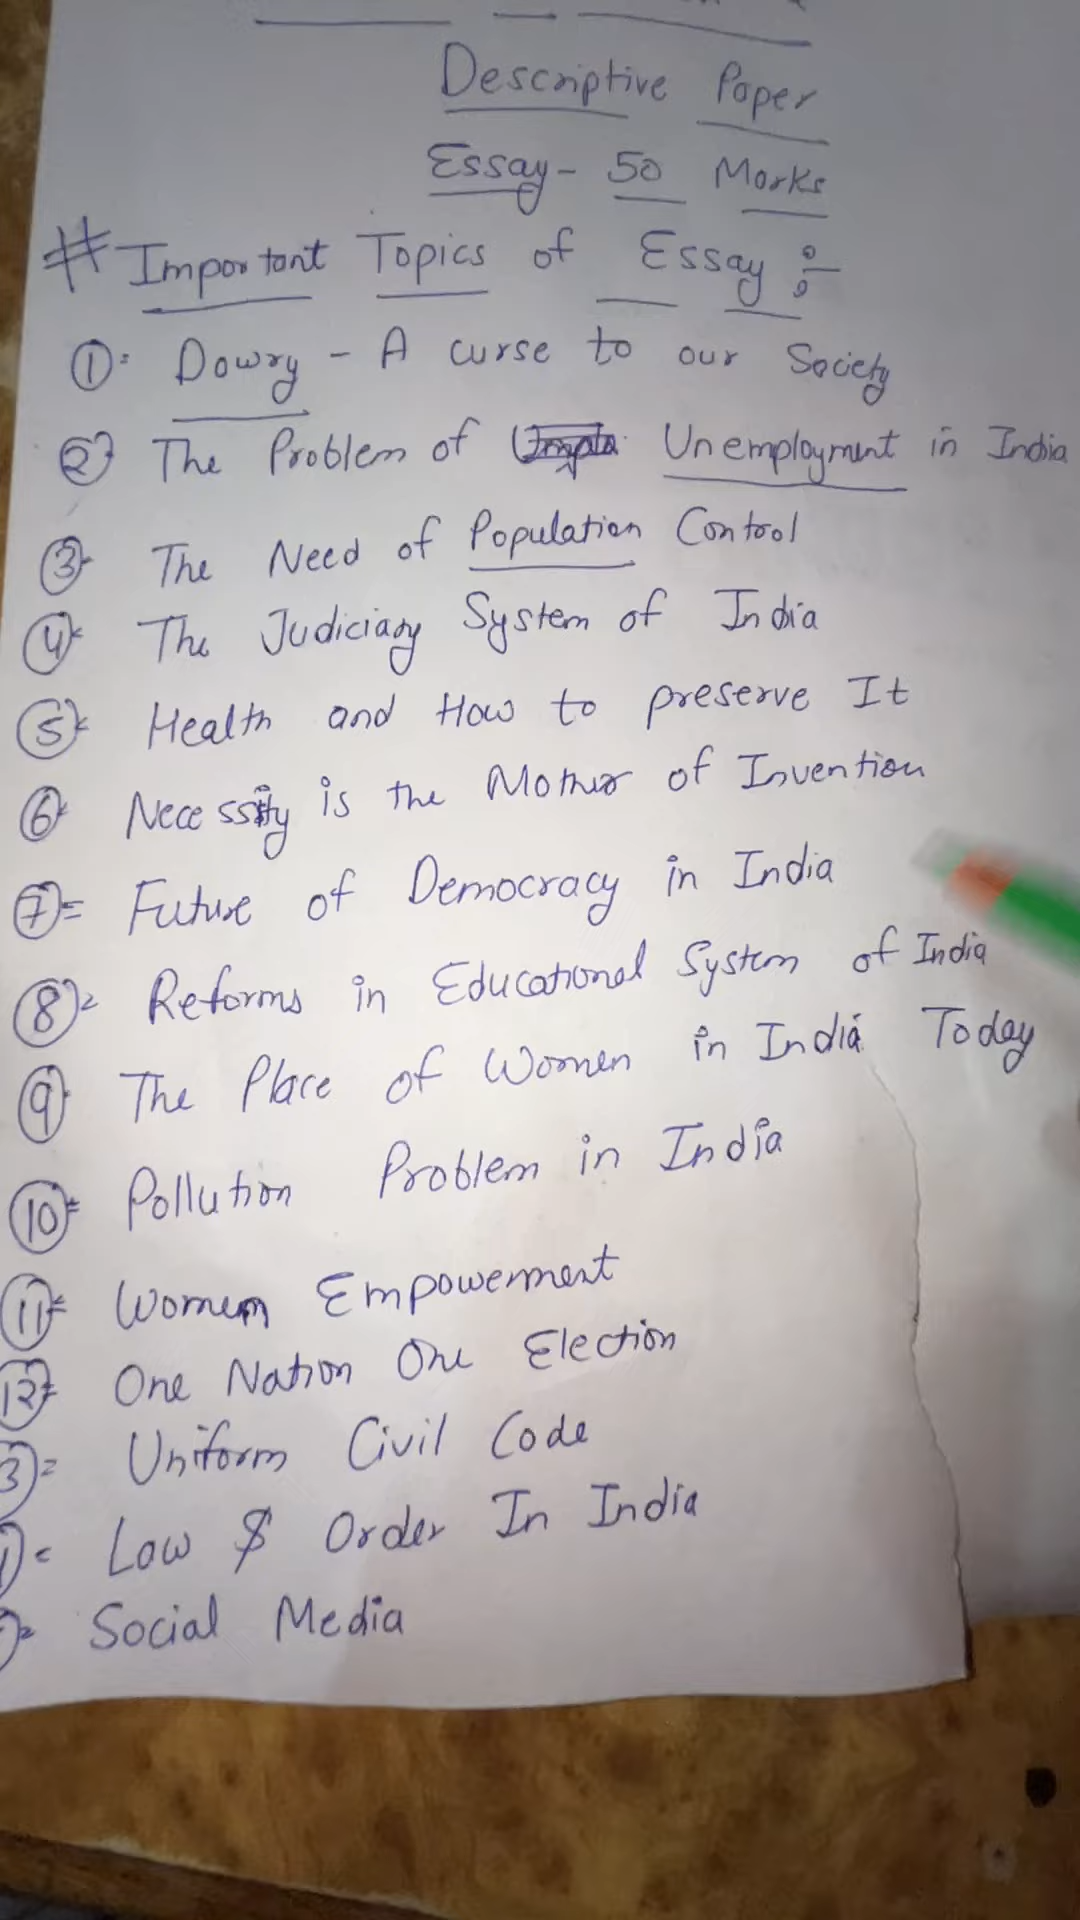 Descriptive Paper
Essay - 50 Marks
# Important Topics of Essay :-
①= Dowry - A curse to our Society
②= The Problem of Unemployment in India
③= The Need of Population Control
④= The Judiciary System of India
⑤= Health and How to preserve It
⑥= Necessity is the Mother of Invention
⑦= Future of Democracy in India
⑧= Reforms in Educational System of India
⑨ The Place of Women in India Today
⑩= Pollution Problem in India
⑪= Women Empowerment
⑫= One Nation One Election
3= Uniform Civil Code
= Law $ Order In India
= Social Media